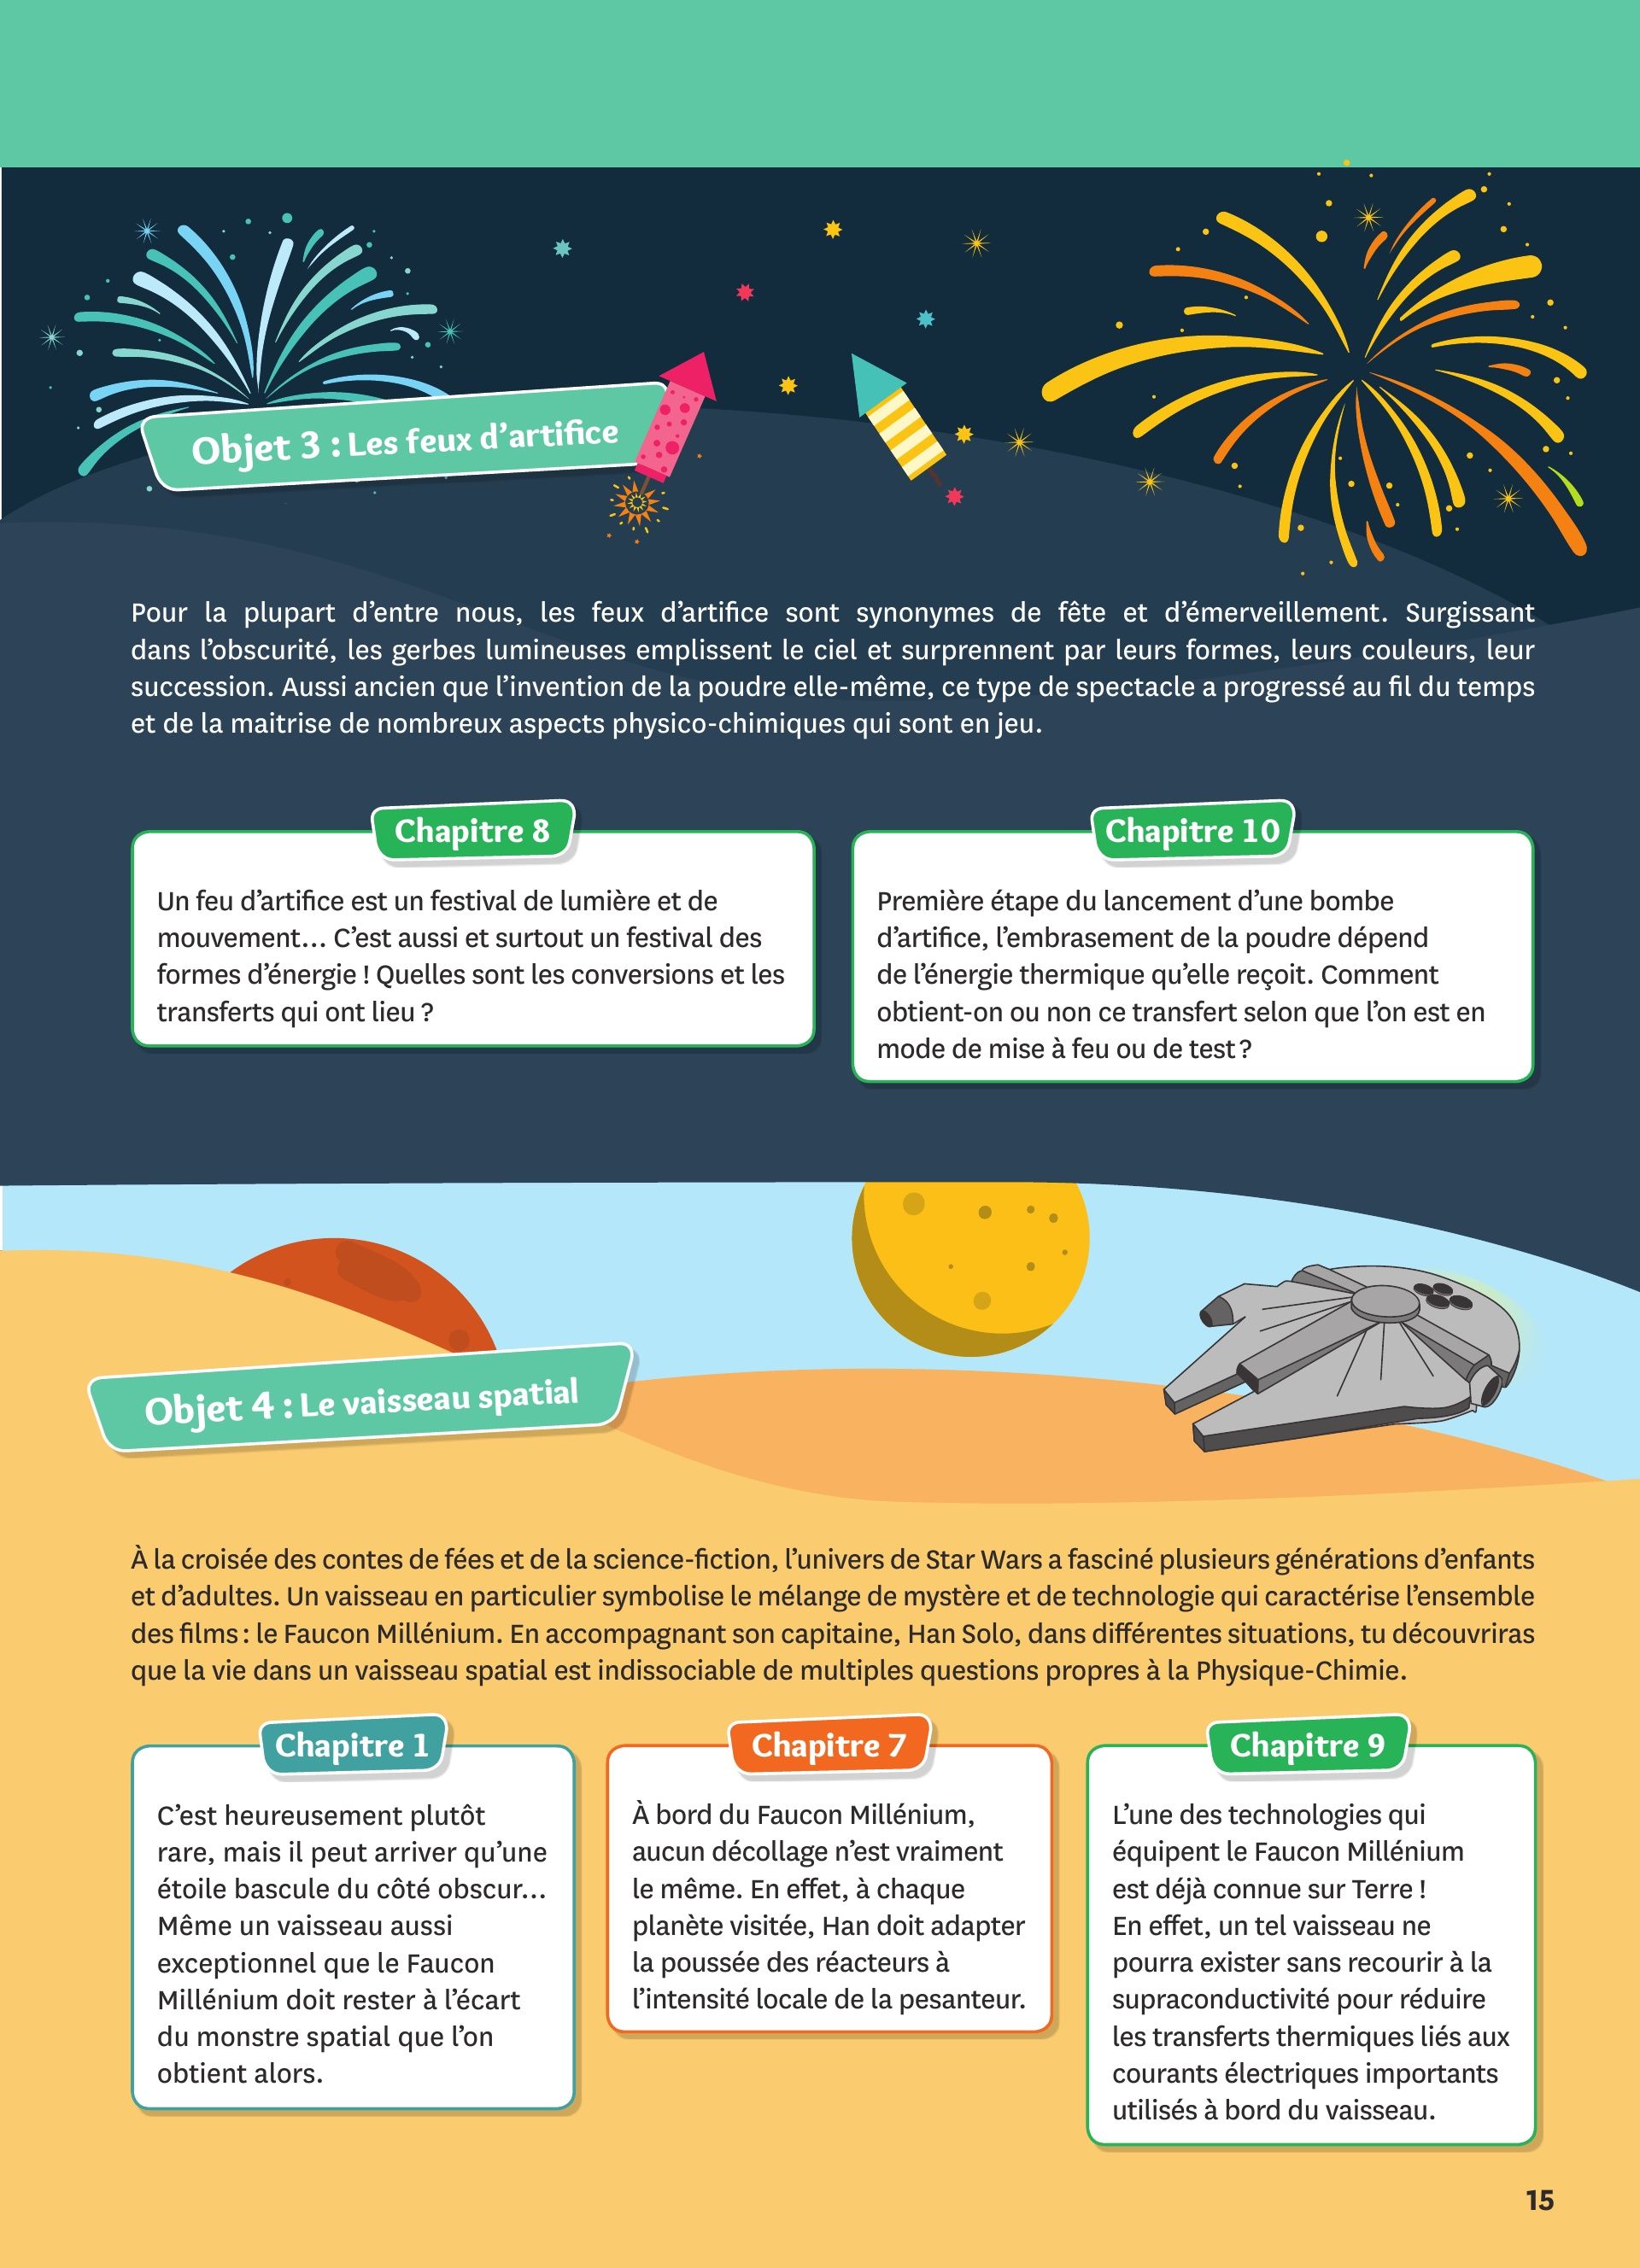 Objet 3 : Les feux d’artifice
Pour la plupart d’entre nous, les feux d’artifice sont synonymes de fête et d’émerveillement. Surgissant
dans l’obscurité, les gerbes lumineuses emplissent le ciel et surprennent par leurs formes, leurs couleurs, leur
succession. Aussi ancien que l’invention de la poudre elle-même, ce type de spectacle a progressé au fil du temps
et de la maitrise de nombreux aspects physico-chimiques qui sont en jeu.
Chapitre 8
Un feu d’artifice est un festival de lumière et de
mouvement… C’est aussi et surtout un festival des
formes d’énergie ! Quelles sont les conversions et les
transferts qui ont lieu ?
Chapitre 10
Première étape du lancement d’une bombe
d’artifice, l’embrasement de la poudre dépend
de l’énergie thermique qu’elle reçoit. Comment
obtient-on ou non ce transfert selon que l’on est en
mode de mise à feu ou de test ?
Objet 4 : Le vaisseau spatial
À la croisée des contes de fées et de la science-fiction, l’univers de Star Wars a fasciné plusieurs générations d’enfants
et d’adultes. Un vaisseau en particulier symbolise le mélange de mystère et de technologie qui caractérise l’ensemble
des films : le Faucon Millénium. En accompagnant son capitaine, Han Solo, dans différentes situations, tu découvriras
que la vie dans un vaisseau spatial est indissociable de multiples questions propres à la Physique-Chimie.
Chapitre 1
C’est heureusement plutôt
rare, mais il peut arriver qu’une
étoile bascule du côté obscur…
Même un vaisseau aussi
exceptionnel que le Faucon
Millénium doit rester à l’écart
du monstre spatial que l’on
obtient alors.
Chapitre 7
À bord du Faucon Millénium,
aucun décollage n’est vraiment
le même. En effet, à chaque
planète visitée, Han doit adapter
la poussée des réacteurs à
l’intensité locale de la pesanteur.
Chapitre 9
L’une des technologies qui
équipent le Faucon Millénium
est déjà connue sur Terre !
En effet, un tel vaisseau ne
pourra exister sans recourir à la
supraconductivité pour réduire
les transferts thermiques liés aux
courants électriques importants
utilisés à bord du vaisseau.
15